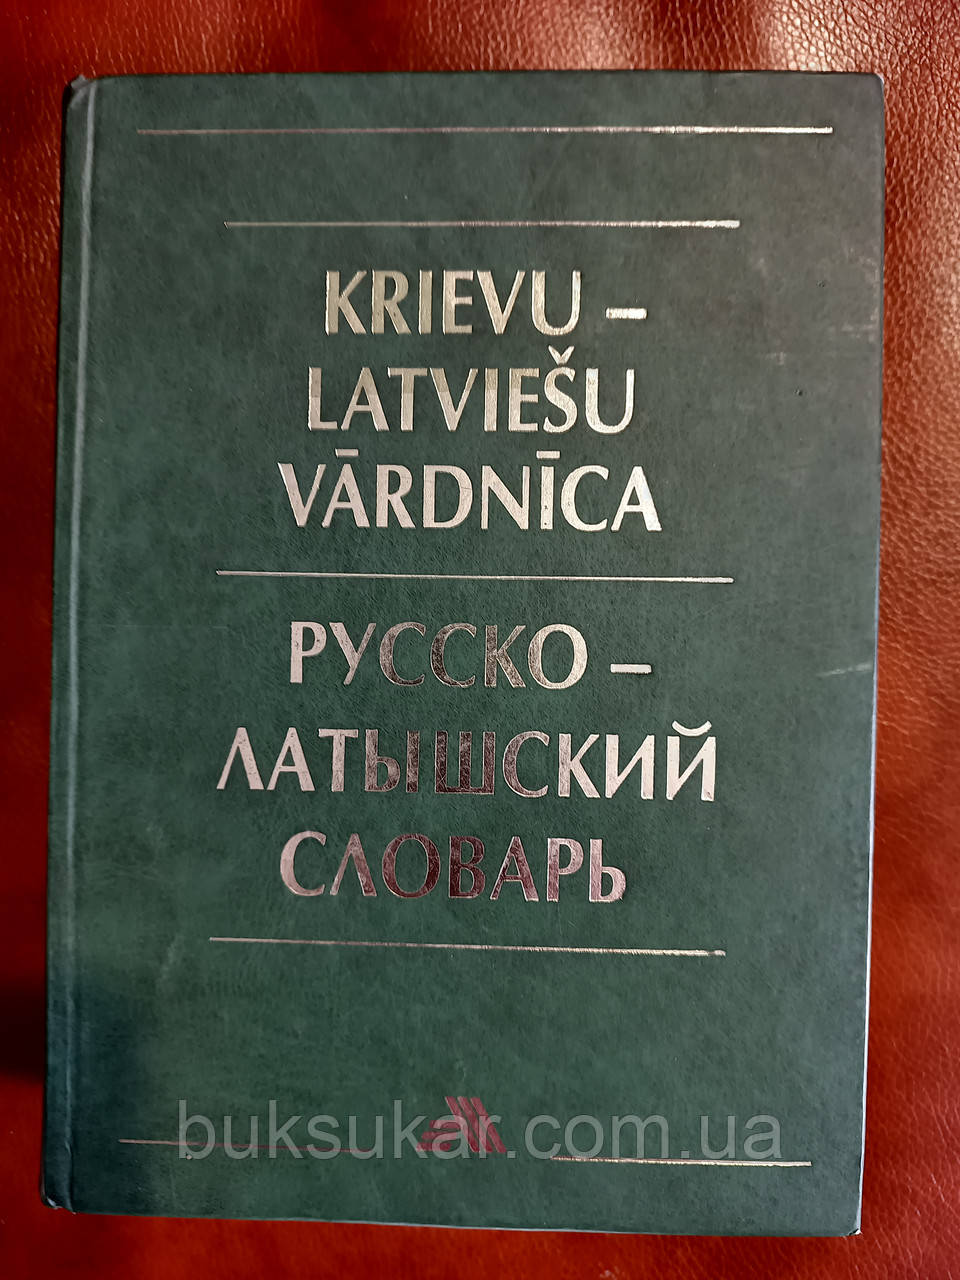 KRIEVU –
LATVIEŠU
VĀRDNĪCA
РУССКО –
ЛАТЫШСКИЙ
СЛОВАРЬ
buksukar.com.ua